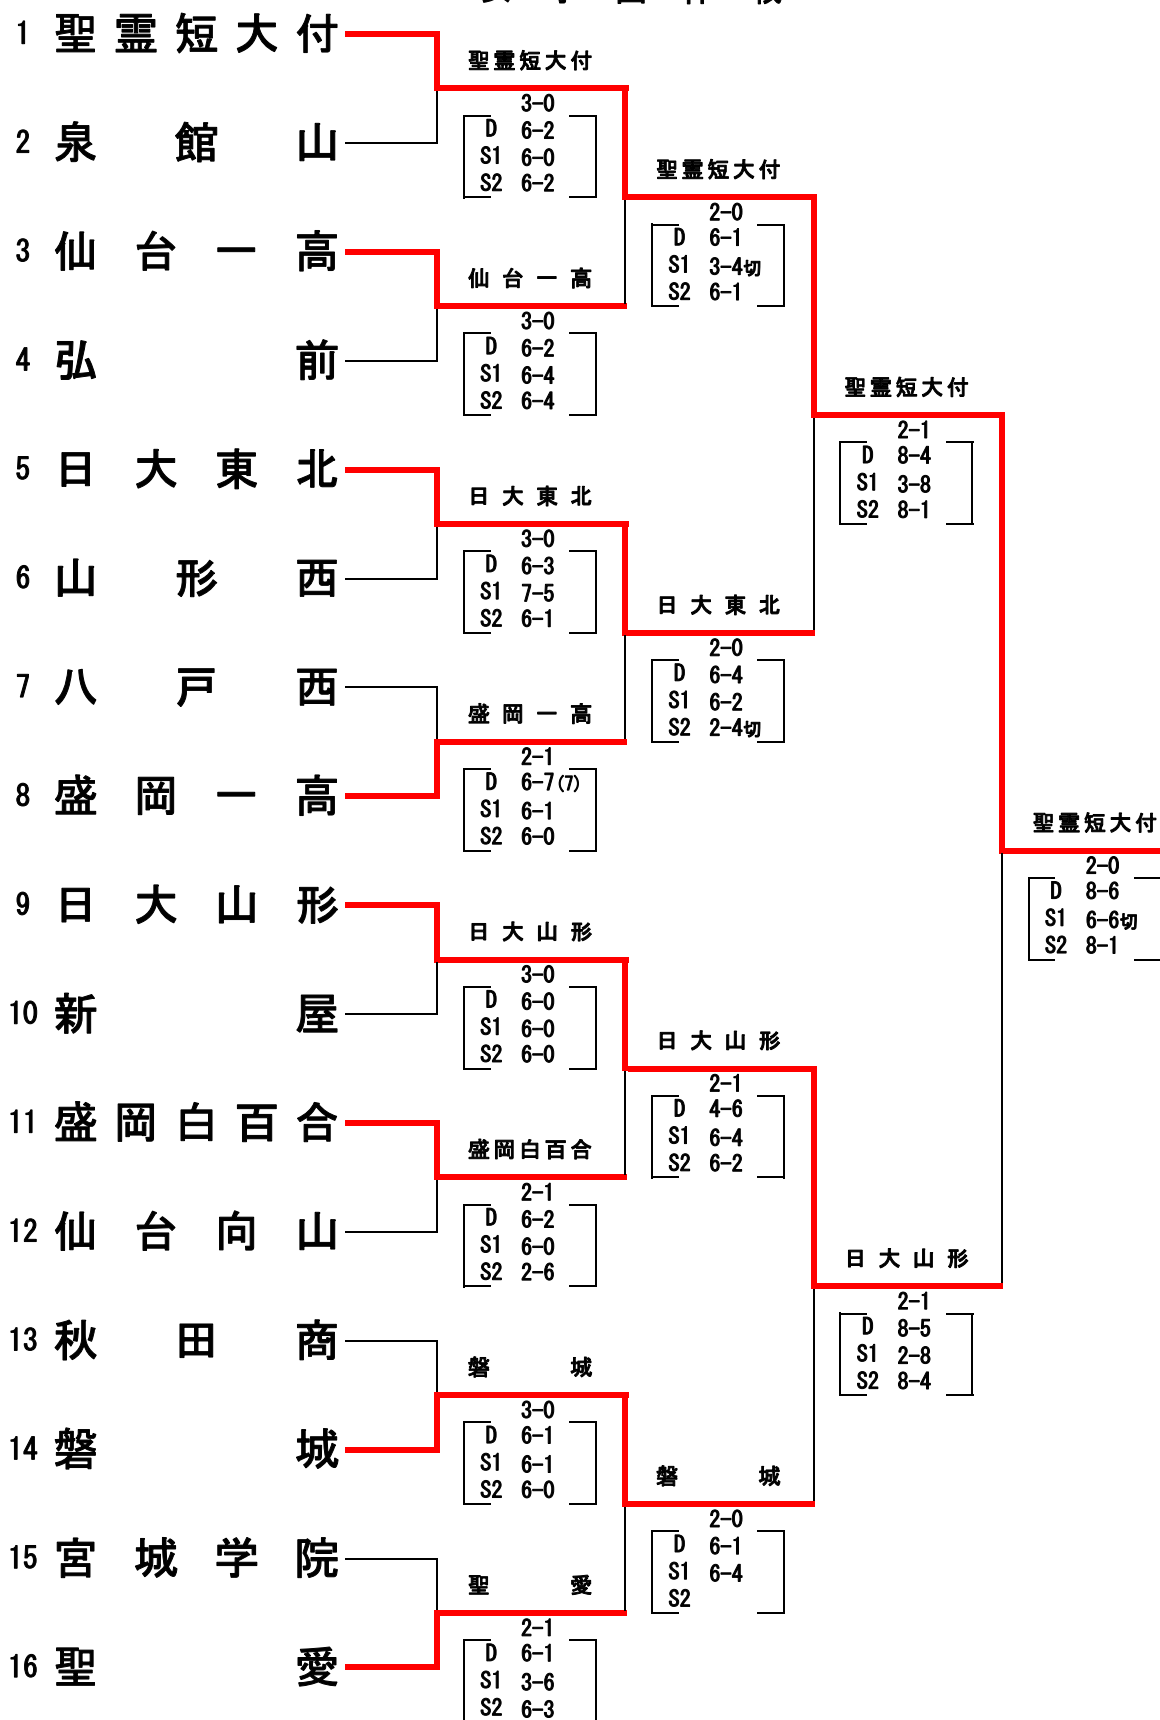 1 聖霊短大付
2 泉館山
3 仙台一高
4 弘前
5 日大東北
6 山形西
7 八戸西
8 盛岡一高
9 日大山形
10 新屋
11 盛岡白百合
12 仙台向山
13 秋田商
14 磐城
15 宮城学院
16 聖愛
聖霊短大付
3-0
D 6-2
S1 6-0
S2 6-2
仙台一高
3-0
D 6-2
S1 6-4
S2 6-4
日大東北
3-0
D 6-3
S1 7-5
S2 6-1
盛岡一高
2-1
D 6-7(7)
S1 6-1
S2 6-0
日大山形
3-0
D 6-0
S1 6-0
S2 6-0
盛岡白百合
2-1
D 6-2
S1 6-0
S2 2-6
磐城
3-0
D 6-1
S1 6-1
S2 6-0
聖愛
2-1
D 6-1
S1 3-6
S2 6-3
聖霊短大付
2-0
D 6-1
S1 3-4切
S2 6-1
日大東北
2-0
D 6-4
S1 6-2
S2 2-4切
日大山形
2-1
D 4-6
S1 6-4
S2 6-2
磐城
2-0
D 6-1
S1 6-4
S2
聖霊短大付
2-1
D 8-4
S1 3-8
S2 8-1
日大山形
2-1
D 8-5
S1 2-8
S2 8-4
聖霊短大付
2-0
D 8-6
S1 6-6切
S2 8-1